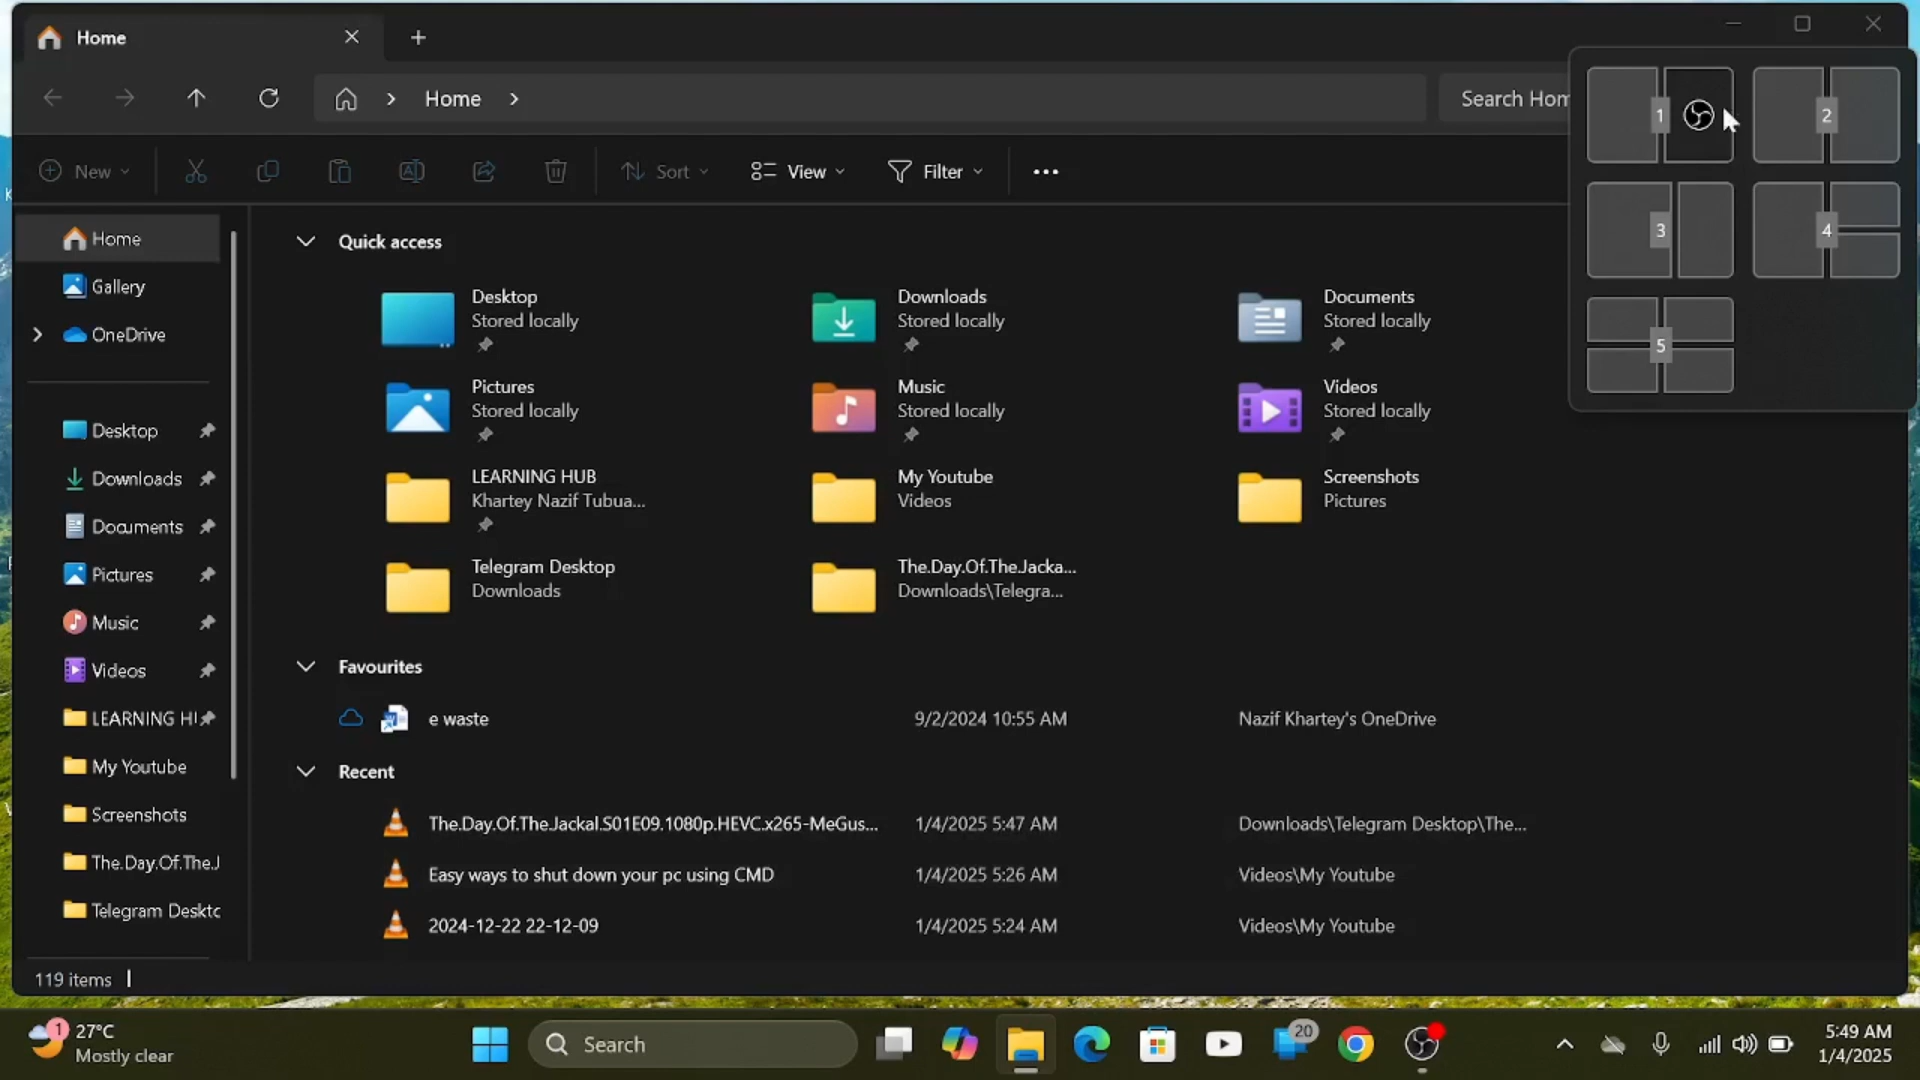 Home
Home
Search Hom
New
Sort
View
Filter
1
2
3
4
5
Home
Gallery
OneDrive
Desktop
Downloads
Documents
Pictures
Music
Videos
LEARNING HU
My Youtube
Screenshots
The.Day.Of.The.J
Telegram Deskto
Quick access
Desktop
Stored locally
Downloads
Stored locally
Documents
Stored locally
Pictures
Stored locally
Music
Stored locally
Videos
Stored locally
LEARNING HUB
Khartey Nazif Tubua...
My Youtube
Videos
Screenshots
Pictures
Telegram Desktop
Downloads
The.Day.Of.The.Jacka...
Downloads\Telegra...
Favourites
e waste 9/2/2024 10:55 AM Nazif Khartey's OneDrive
Recent
The.Day.Of.The.Jackal.S01E09.1080p.HEVC.x265-MeGus... 1/4/2025 5:47 AM Downloads\Telegram Desktop\The...
Easy ways to shut down your pc using CMD 1/4/2025 5:26 AM Videos\My Youtube
2024-12-22 22-12-09 1/4/2025 5:24 AM Videos\My Youtube
119 items
1
27°C
Mostly clear
Search
20
5:49 AM
1/4/2025